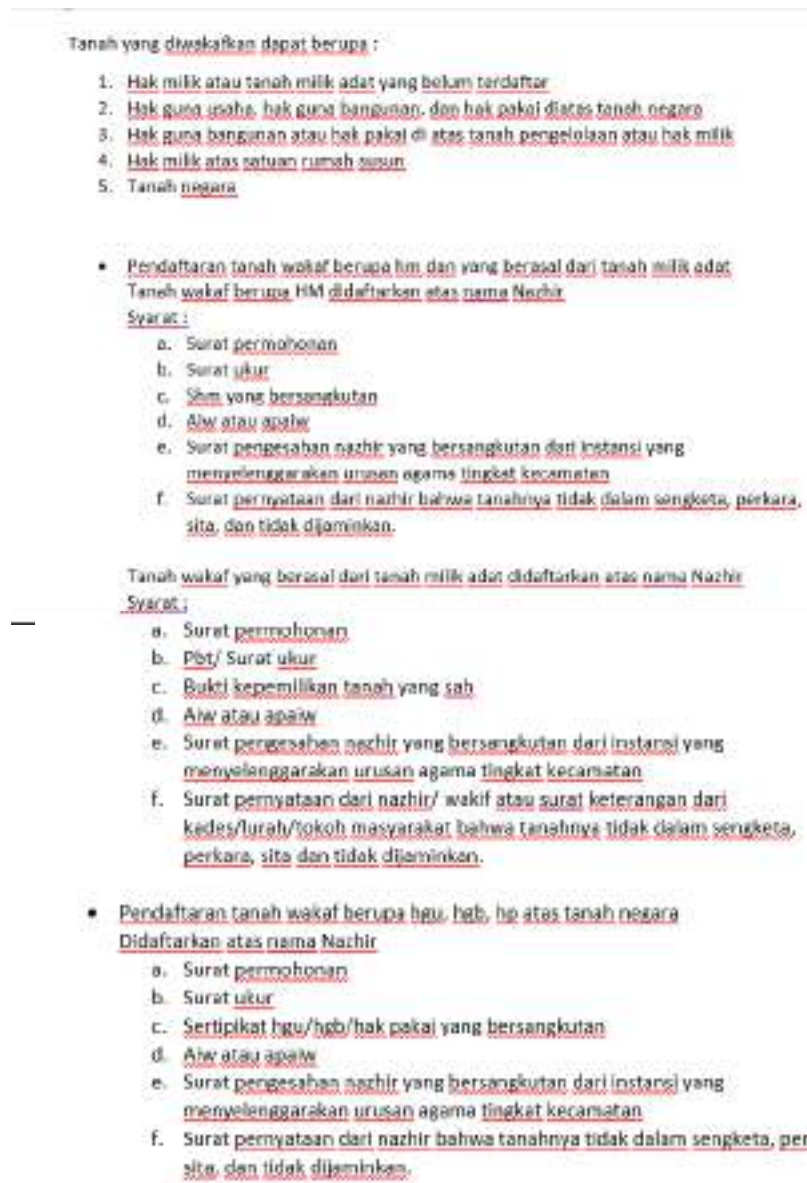 Tanah yang diwakafkan dapat berupa :
1. Hak milik atau tanah milik adat yang belum terdaftar
2. Hak guna usaha, hak guna bangunan, dan hak pakai diatas tanah negara
3. Hak guna bangunan atau hak pakai di atas tanah pengelolaan atau hak milik
4. Hak milik atas satuan rumah susun
5. Tanah negara
• Pendaftaran tanah wakaf berupa hm dan yang berasal dari tanah milik adat
Tanah wakaf berupa HM didaftarkan atas nama Nazhir
Syarat :
a. Surat permohonan
b. Surat ukur
c. Shm yang bersangkutan
d. Aiw atau apaiw
e. Surat pengesahan nazhir yang bersangkutan dari instansi yang
menyelenggarakan urusan agama tingkat kecamatan
f. Surat pernyataan dari nazhir bahwa tanahnya tidak dalam sengketa, perkara,
sita, dan tidak dijaminkan.
Tanah wakaf yang berasal dari tanah milik adat didaftarkan atas nama Nazhir
Syarat :
a. Surat permohonan
b. Pbt/ Surat ukur
c. Bukti kepemilikan tanah yang sah
d. Aiw atau apaiw
e. Surat pengesahan nazhir yang bersangkutan dari instansi yang
menyelenggarakan urusan agama tingkat kecamatan
f. Surat pernyataan dari nazhir/ wakif atau surat keterangan dari
kades/lurah/tokoh masyarakat bahwa tanahnya tidak dalam sengketa,
perkara, sita dan tidak dijaminkan.
• Pendaftaran tanah wakaf berupa hgu, hgb, hp atas tanah negara
Didaftarkan atas nama Nazhir
a. Surat permohonan
b. Surat ukur
c. Sertipikat hgu/hgb/hak pakai yang bersangkutan
d. Aiw atau apaiw
e. Surat pengesahan nazhir yang bersangkutan dari instansi yang
menyelenggarakan urusan agama tingkat kecamatan
f. Surat pernyataan dari nazhir bahwa tanahnya tidak dalam sengketa, per
sita, dan tidak dijaminkan.